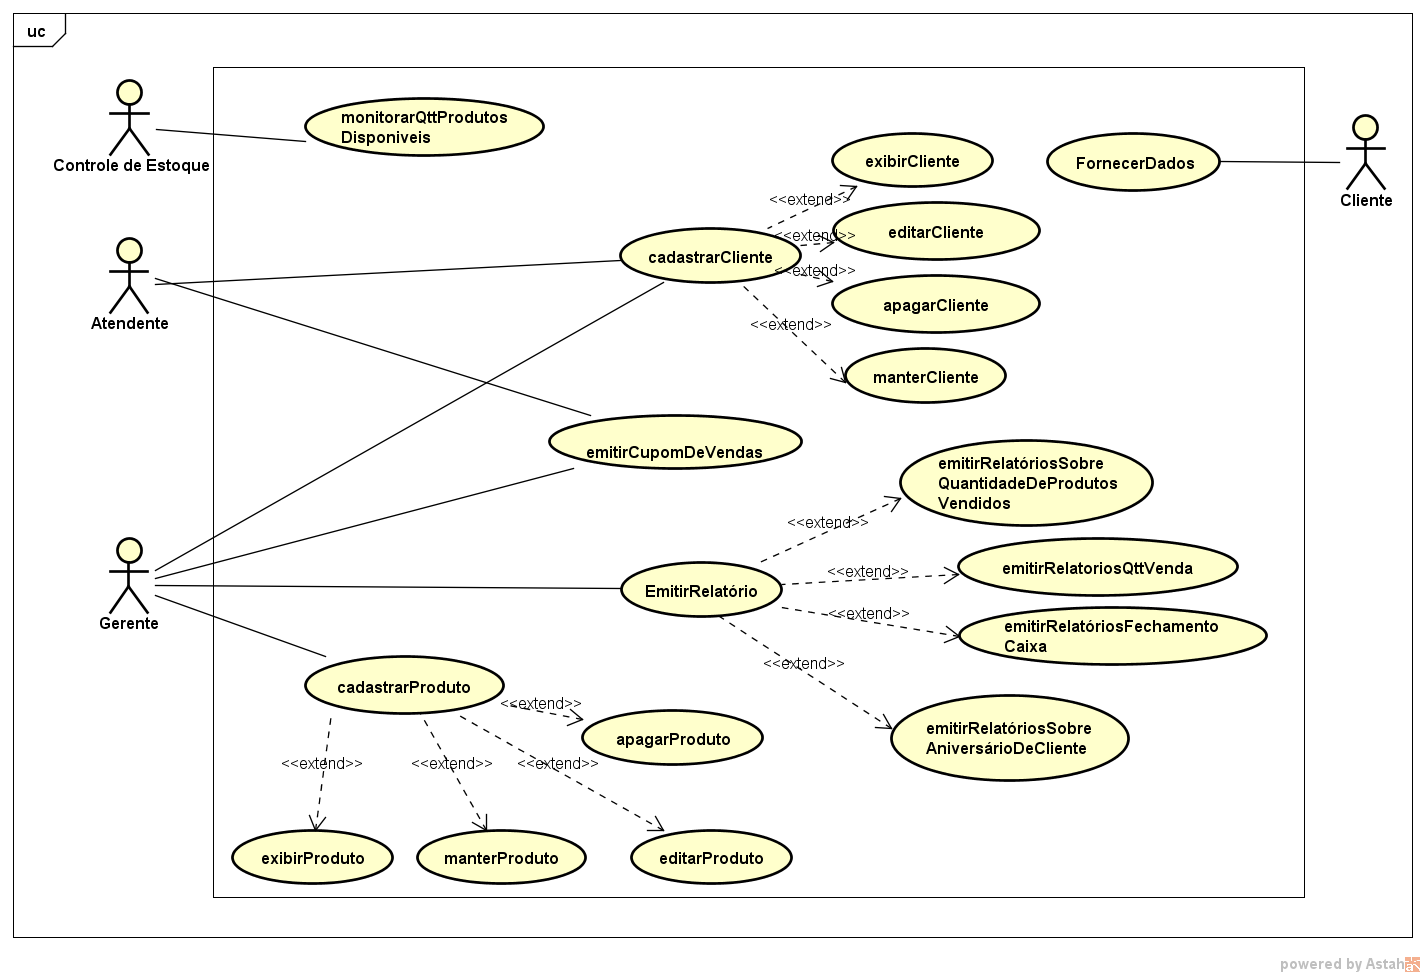 uc
monitorarQttProdutos
Disponiveis
Controle de Estoque
exibirCliente
FornecerDados
Cliente
<<extend>>
editarCliente
<<extend>>
cadastrarCliente
<<extend>>
apagarCliente
Atendente
<<extend>>
manterCliente
emitirCupomDeVendas
emitirRelatóriosSobre
QuantidadeDeProdutos
Vendidos
<<extend>>
emitirRelatoriosQttVenda
<<extend>>
EmitirRelatório
<<extend>>
emitirRelatóriosFechamento
Caixa
Gerente
<<extend>>
cadastrarProduto
<<extend>>
apagarProduto
emitirRelatóriosSobre
AniversárioDeCliente
<<extend>>
<<extend>>
<<extend>>
exibirProduto
manterProduto
editarProduto
powered by Astah